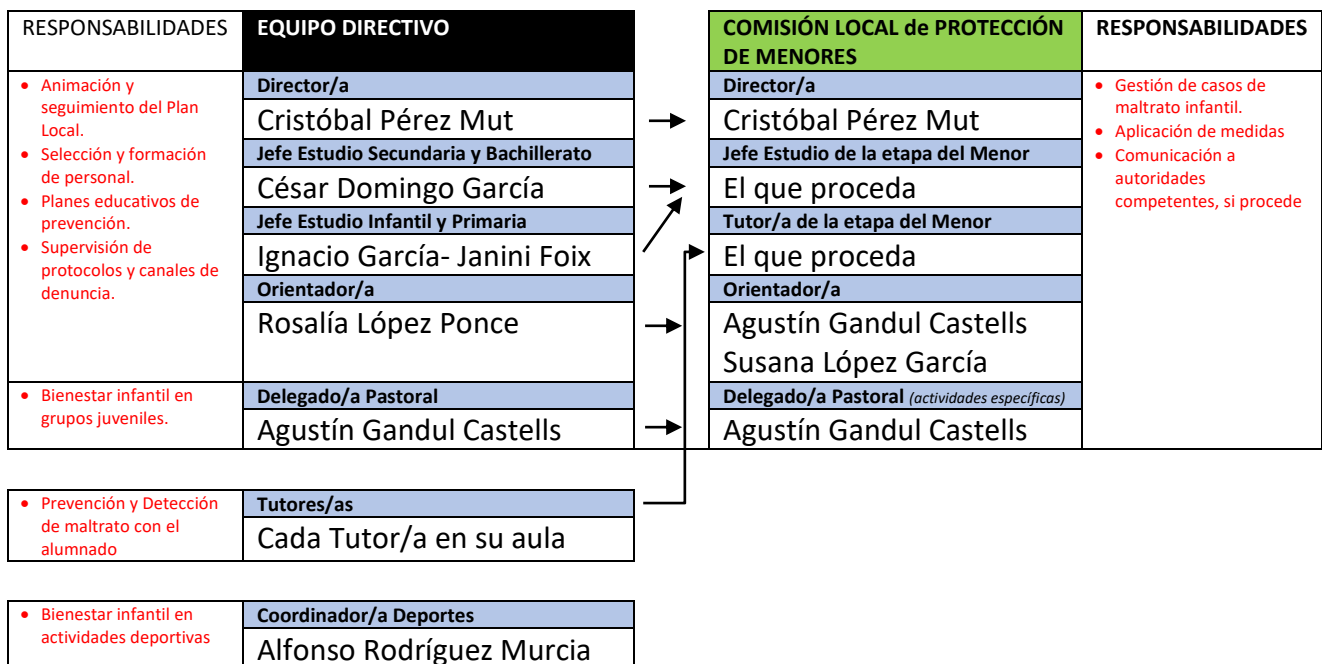 RESPONSABILIDADES
EQUIPO DIRECTIVO
• Animación y
seguimiento del Plan
Local.
• Selección y formación
de personal.
• Planes educativos de
prevención.
• Supervisión de
protocolos y canales de
denuncia.
Director/a
Cristóbal Pérez Mut
Jefe Estudio Secundaria y Bachillerato
César Domingo García
Jefe Estudio Infantil y Primaria
Ignacio García- Janini Foix
Orientador/a
Rosalía López Ponce
• Bienestar infantil en
grupos juveniles.
Delegado/a Pastoral
Agustín Gandul Castells
COMISIÓN LOCAL de PROTECCIÓN
DE MENORES
RESPONSABILIDADES
Director/a
Cristóbal Pérez Mut
Jefe Estudio de la etapa del Menor
El que proceda
Tutor/a de la etapa del Menor
El que proceda
Orientador/a
Agustín Gandul Castells
Susana López García
Delegado/a Pastoral (actividades específicas)
Agustín Gandul Castells
• Gestión de casos de
maltrato infantil.
• Aplicación de medidas
• Comunicación a
autoridades
competentes, si procede
• Prevención y Detección
de maltrato con el
alumnado
Tutores/as
Cada Tutor/a en su aula
• Bienestar infantil en
actividades deportivas
Coordinador/a Deportes
Alfonso Rodríguez Murcia